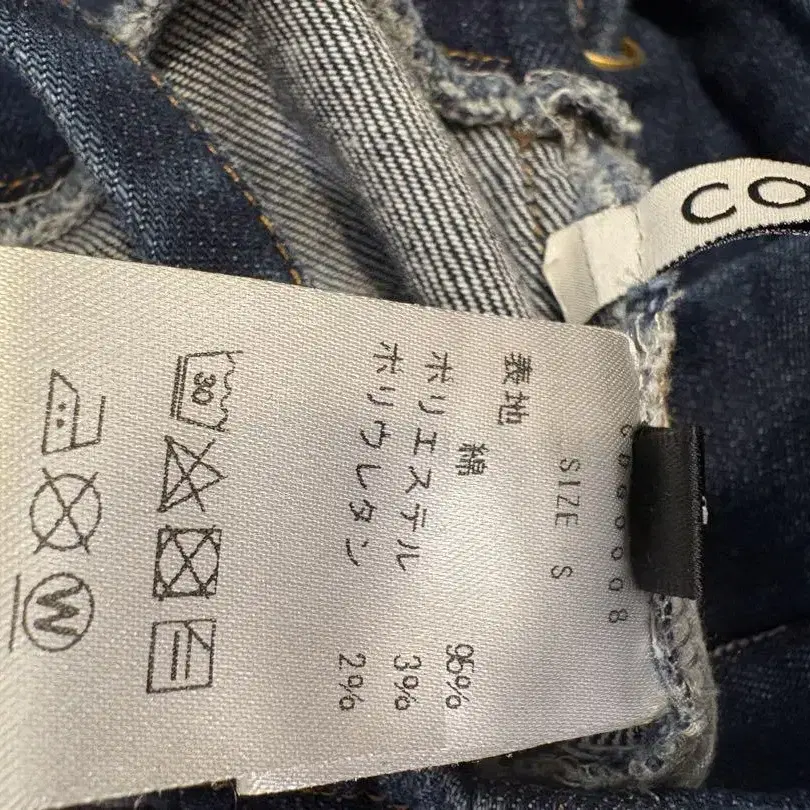 CO
SIZE S
表地
綿 95%
ポリエステル 3%
ポリウレタン 2%
30
W